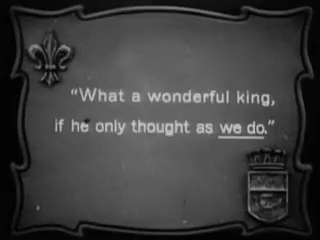 “What a wonderful king,
if he only thought as we do.”